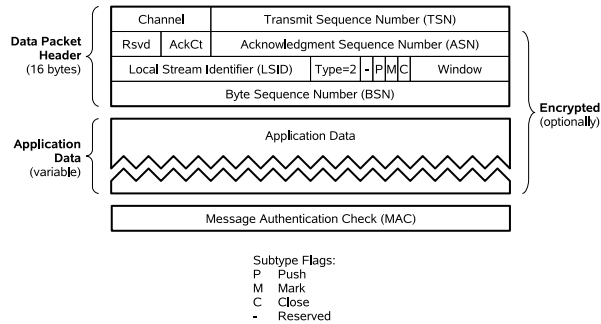 Channel Transmit Sequence Number (TSN)
Data Packet Header (16 bytes)
Rsvd AckCt Acknowledgment Sequence Number (ASN)
Local Stream Identifier (LSID) Type=2 - P M C Window
Byte Sequence Number (BSN)
Encrypted (optionally)
Application Data (variable)
Application Data
Message Authentication Check (MAC)
Subtype Flags:
P Push
M Mark
C Close
- Reserved